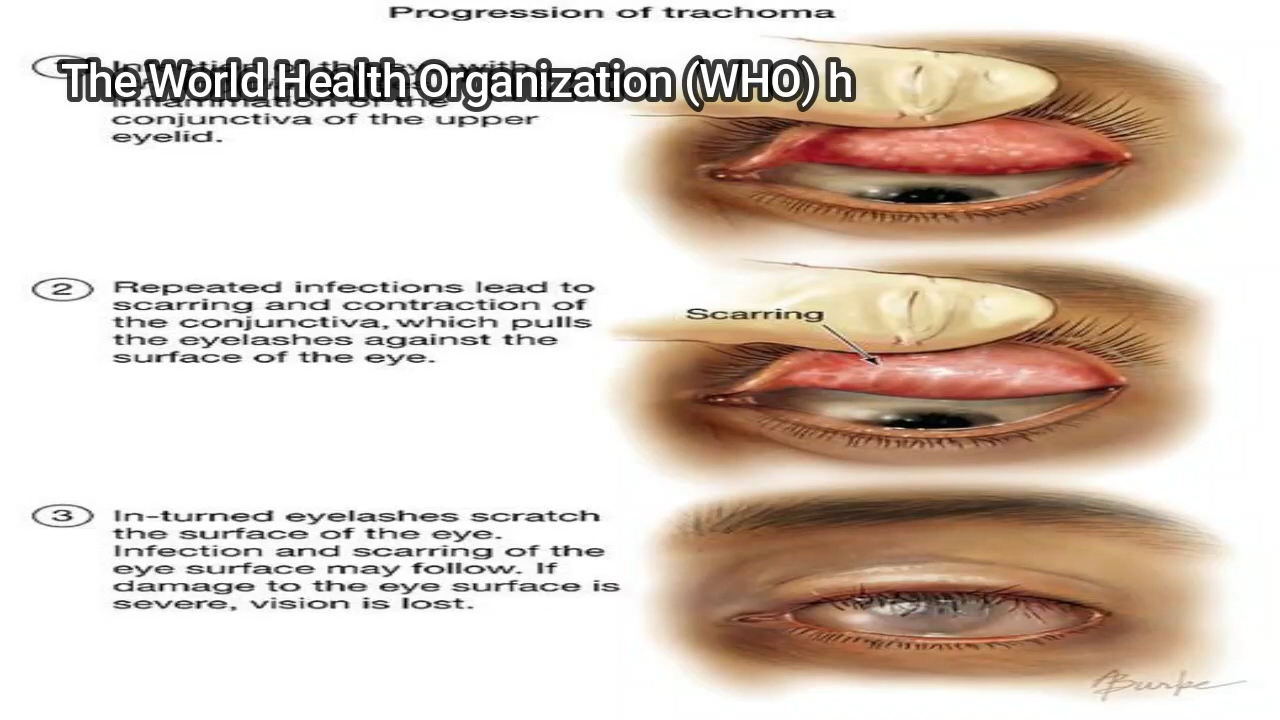 Progression of trachoma
The World Health Organization (WHO) h
inflammation of the
conjunctiva of the upper
eyelid.
2 Repeated infections lead to
scarring and contraction of
the conjunctiva, which pulls
the eyelashes against the
surface of the eye.
Scarring
3 In-turned eyelashes scratch
the surface of the eye.
Infection and scarring of the
eye surface may follow. If
damage to the eye surface is
severe, vision is lost.